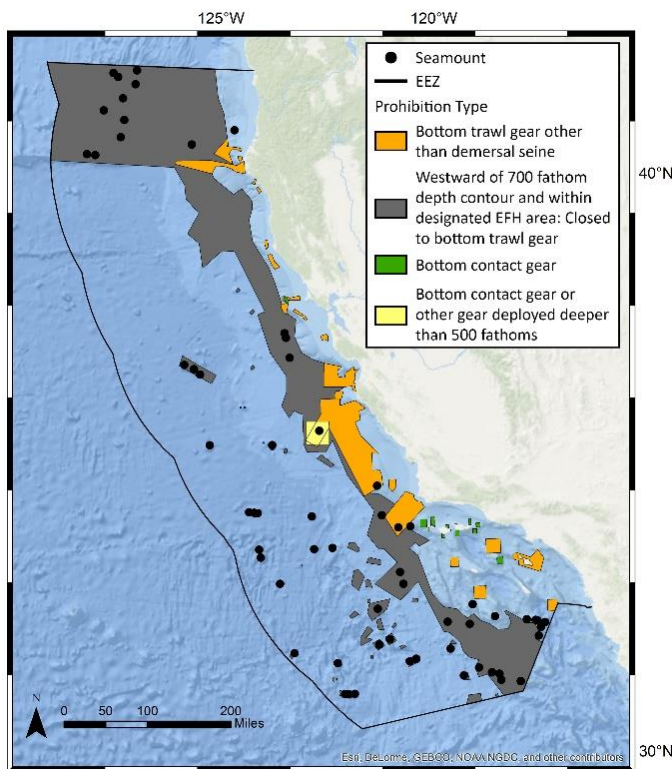 125°W
120°W
Seamount
EEZ
Prohibition Type
Bottom trawl gear other
than demersal seine
Westward of 700 fathom
depth contour and within
designated EFH area: Closed
to bottom trawl gear
Bottom contact gear
Bottom contact gear or
other gear deployed deeper
than 500 fathoms
40°N
N
0 50 100 200
Miles
Esri, DeLorme, GEBCO, NOAA NGDC, and other contributors
30°N